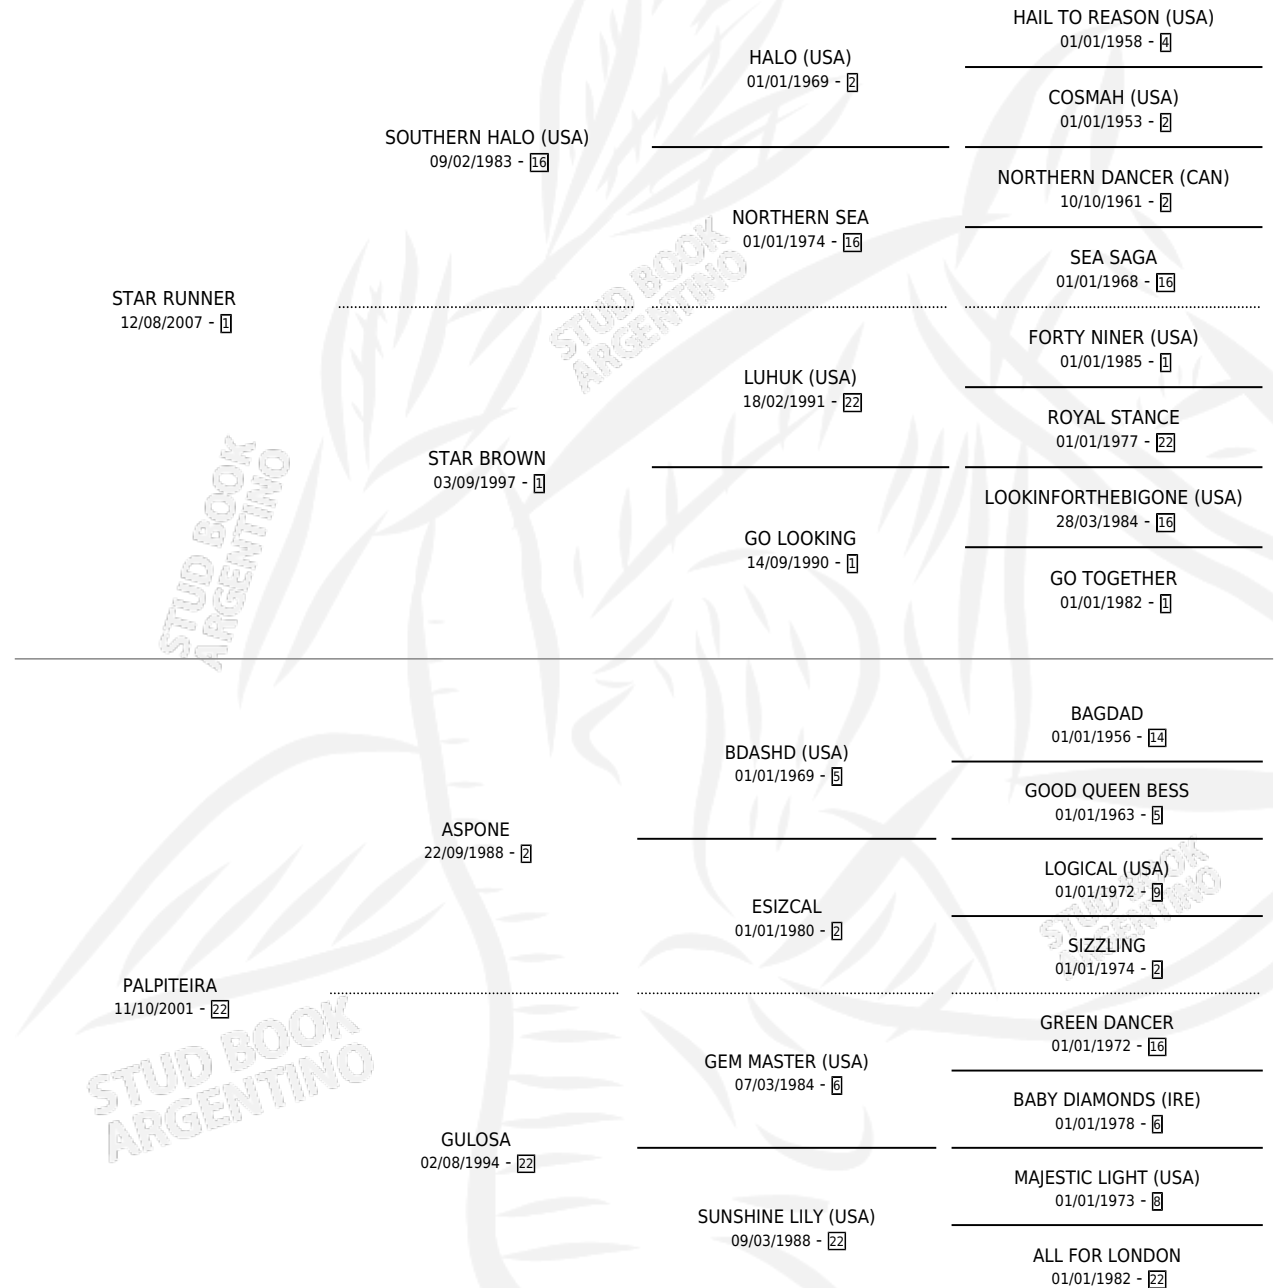 HAIL TO REASON (USA)
01/01/1958 - 4
HALO (USA)
01/01/1969 - 2
COSMAH (USA)
01/01/1953 - 2
SOUTHERN HALO (USA)
09/02/1983 - 16
NORTHERN DANCER (CAN)
10/10/1961 - 2
NORTHERN SEA
01/01/1974 - 16
SEA SAGA
01/01/1968 - 16
STAR RUNNER
12/08/2007 - 1
FORTY NINER (USA)
01/01/1985 - 1
LUHUK (USA)
18/02/1991 - 22
ROYAL STANCE
01/01/1977 - 22
STAR BROWN
03/09/1997 - 1
LOOKINFORTHEBIGONE (USA)
28/03/1984 - 16
GO LOOKING
14/09/1990 - 1
GO TOGETHER
01/01/1982 - 1
BAGDAD
01/01/1956 - 14
BDASHD (USA)
01/01/1969 - 5
GOOD QUEEN BESS
01/01/1963 - 5
ASPONE
22/09/1988 - 2
LOGICAL (USA)
01/01/1972 - 9
ESIZCAL
01/01/1980 - 2
SIZZLING
01/01/1974 - 2
PALPITEIRA
11/10/2001 - 22
GREEN DANCER
01/01/1972 - 16
GEM MASTER (USA)
07/03/1984 - 6
BABY DIAMONDS (IRE)
01/01/1978 - 6
GULOSA
02/08/1994 - 22
MAJESTIC LIGHT (USA)
01/01/1973 - 8
SUNSHINE LILY (USA)
09/03/1988 - 22
ALL FOR LONDON
01/01/1982 - 22
STUD BOOK
ARGENTINO
STUD BOOK
ARGENTINO
STUD BOOK
ARGENTINO
STUD BOOK
ARGENTINO